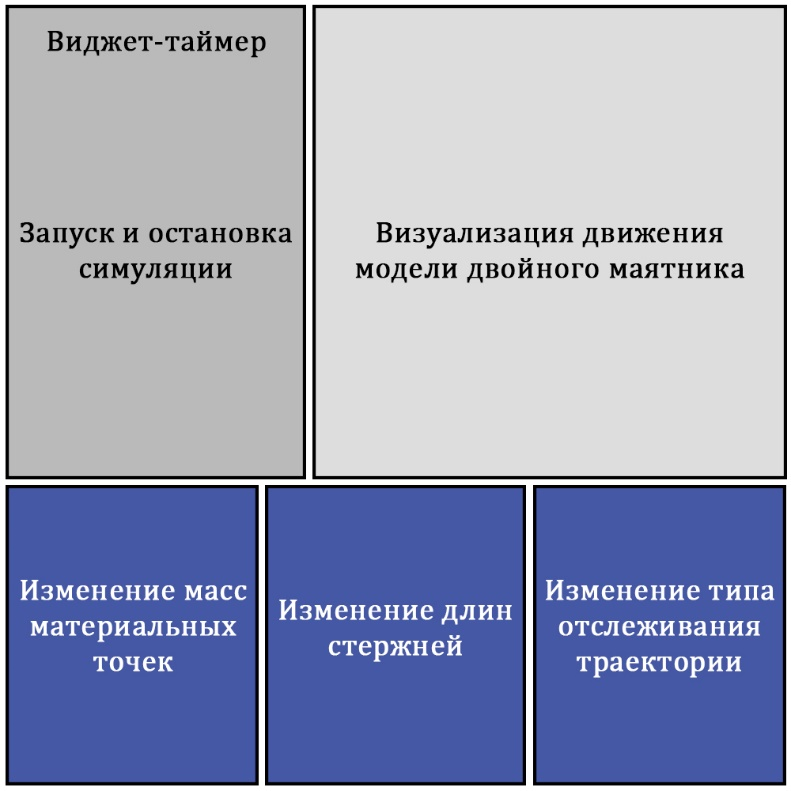 Виджет-таймер
Запуск и остановка
симуляции
Визуализация движения
модели двойного маятника
Изменение масс
материальных
точек
Изменение длин
стержней
Изменение типа
отслеживания
траектории